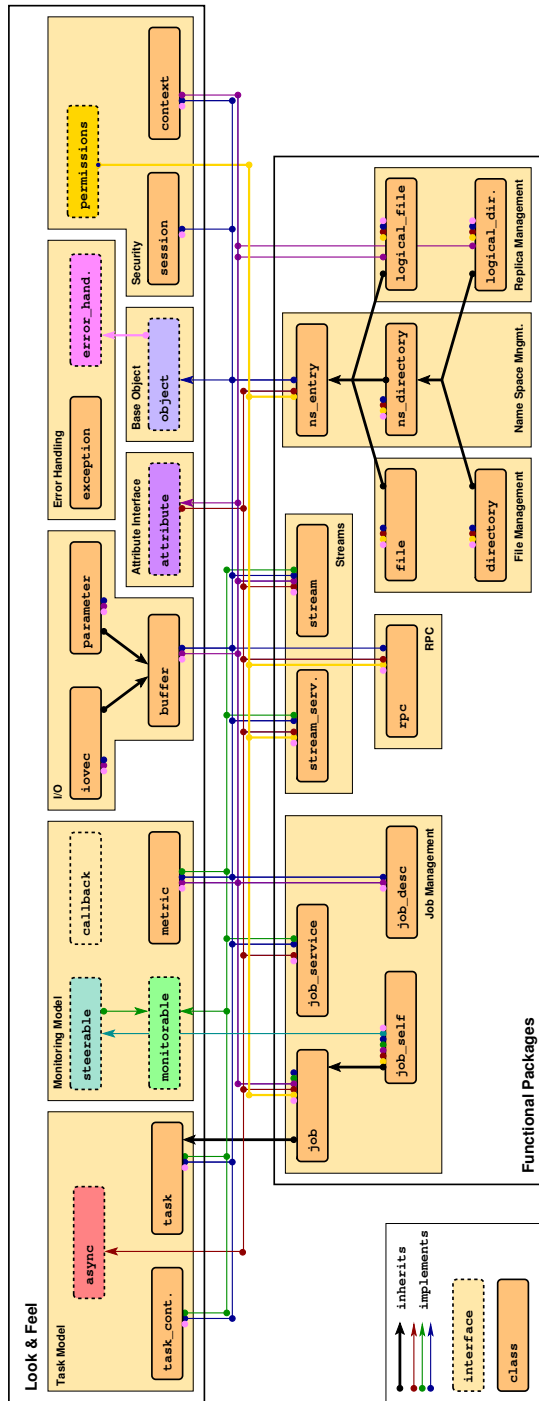 Look & Feel
Task Model
async
task_cont.
task
Monitoring Model
steerable
callback
monitorable
metric
I/O
iovec
parameter
buffer
Error Handling
exception
error_hand.
Attribute Interface
attribute
Base Object
object
Security
permissions
session
context
Functional Packages
Job Management
job
job_service
job_self
job_desc
Streams
stream_serv.
stream
RPC
rpc
File Management
file
directory
Name Space Mngmt.
ns_entry
ns_directory
Replica Management
logical_file
logical_dir.
inherits
implements
interface
class